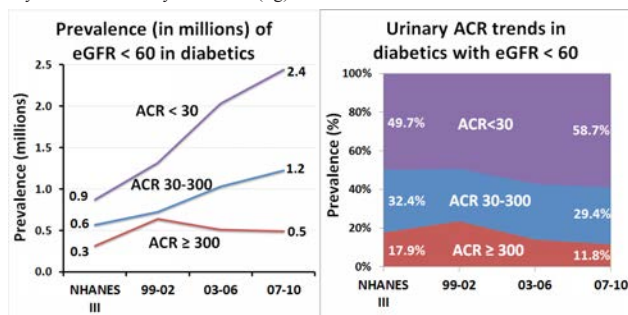 Prevalence (in millions) of
eGFR < 60 in diabetics
Prevalence (millions)
2.5
2.0
1.5
1.0
0.5
0.0
ACR < 30
ACR 30-300
ACR ≥ 300
0.9
0.6
0.3
2.4
1.2
0.5
NHANES
III
99-02
03-06
07-10
Urinary ACR trends in
diabetics with eGFR < 60
Prevalence (%)
100%
80%
60%
40%
20%
0%
49.7%
ACR<30
58.7%
32.4%
ACR 30-300
29.4%
17.9%
ACR ≥ 300
11.8%
NHANES
III
99-02
03-06
07-10